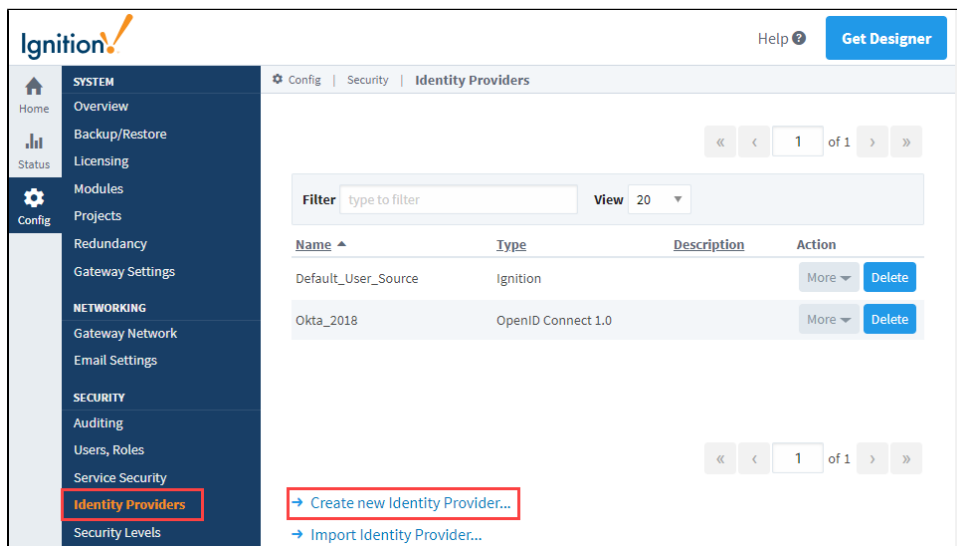 Ignition!
Help ?
Get Designer
Home
Status
Config
SYSTEM
Overview
Backup/Restore
Licensing
Modules
Projects
Redundancy
Gateway Settings
NETWORKING
Gateway Network
Email Settings
SECURITY
Auditing
Users, Roles
Service Security
Identity Providers
Security Levels
Config | Security | Identity Providers
« < 1 of 1 > »
Filter type to filter View 20
Name Type Description Action
Default_User_Source Ignition More Delete
Okta_2018 OpenID Connect 1.0 More Delete
« < 1 of 1 > »
→ Create new Identity Provider...
→ Import Identity Provider...